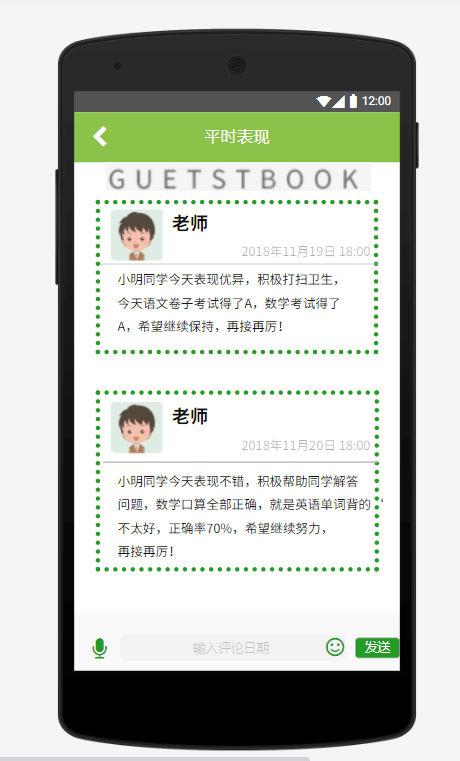 12:00
平时表现
GUETSTBOOK
老师
2018年11月19日 18:00
小明同学今天表现优异，积极打扫卫生，
今天语文卷子考试得了A，数学考试得了
A，希望继续保持，再接再厉！
老师
2018年11月20日 18:00
小明同学今天表现不错，积极帮助同学解答
问题，数学口算全部正确，就是英语单词背的
不太好，正确率70%，希望继续努力，
再接再厉！
输入评论日期
发送